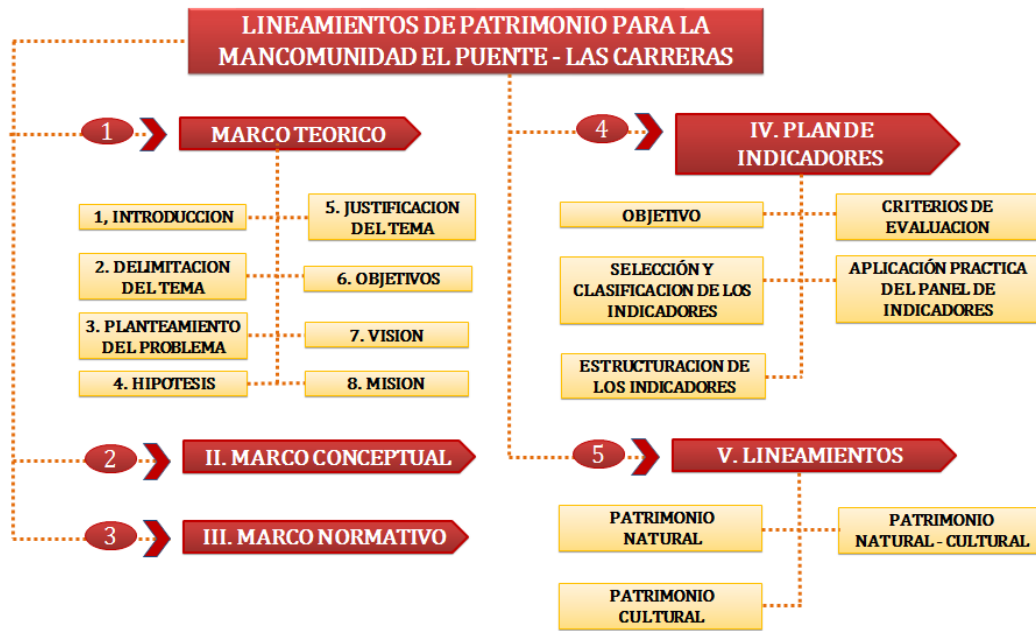 LINEAMIENTOS DE PATRIMONIO PARA LA
MANCOMUNIDAD EL PUENTE - LAS CARRERAS
1
MARCO TEORICO
1, INTRODUCCION
2. DELIMITACION
DEL TEMA
3. PLANTEAMIENTO
DEL PROBLEMA
4. HIPOTESIS
5. JUSTIFICACION
DEL TEMA
6. OBJETIVOS
7. VISION
8. MISION
2
II. MARCO CONCEPTUAL
3
III. MARCO NORMATIVO
4
IV. PLAN DE
INDICADORES
OBJETIVO
SELECCIÓN Y
CLASIFICACION DE LOS
INDICADORES
ESTRUCTURACION DE
LOS INDICADORES
CRITERIOS DE
EVALUACION
APLICACIÓN PRACTICA
DEL PANEL DE
INDICADORES
5
V. LINEAMIENTOS
PATRIMONIO
NATURAL
PATRIMONIO
CULTURAL
PATRIMONIO
NATURAL - CULTURAL